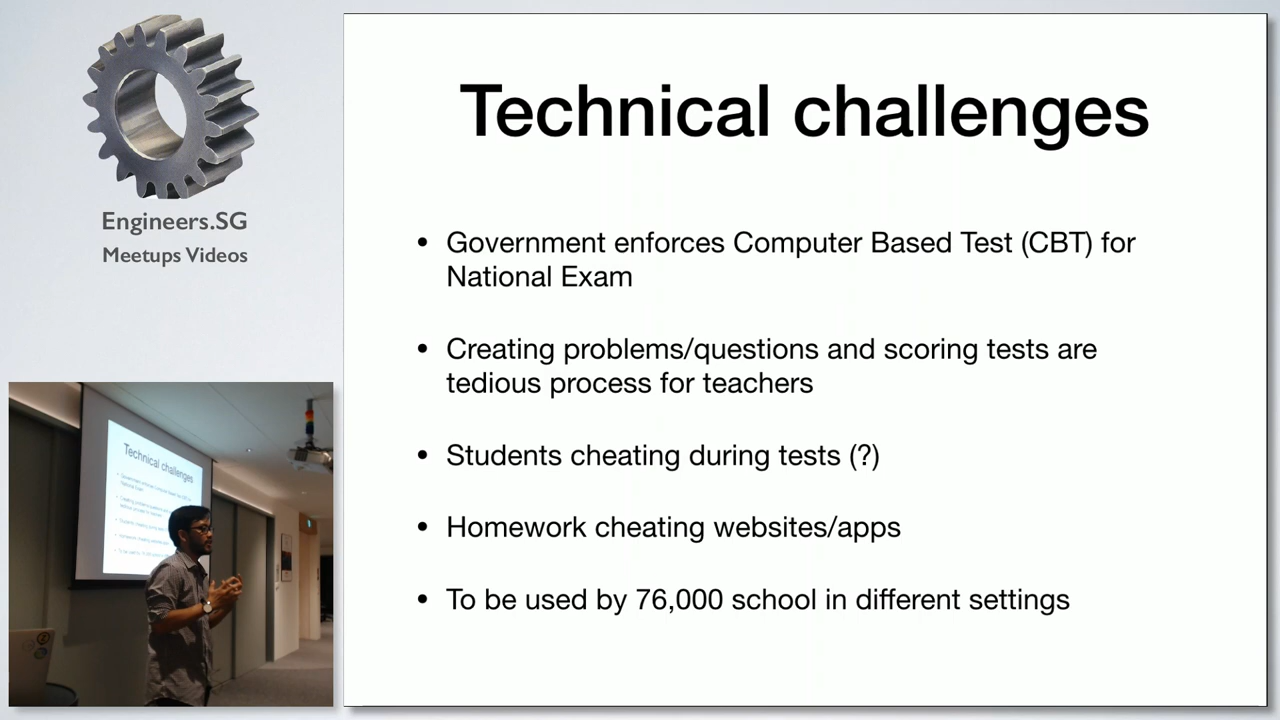 Engineers.SG
Meetups Videos
Technical challenges
• Government enforces Computer Based Test (CBT) for
National Exam
• Creating problems/questions and scoring tests are
tedious process for teachers
• Students cheating during tests (?)
• Homework cheating websites/apps
• To be used by 76,000 school in different settings
Technical challenges